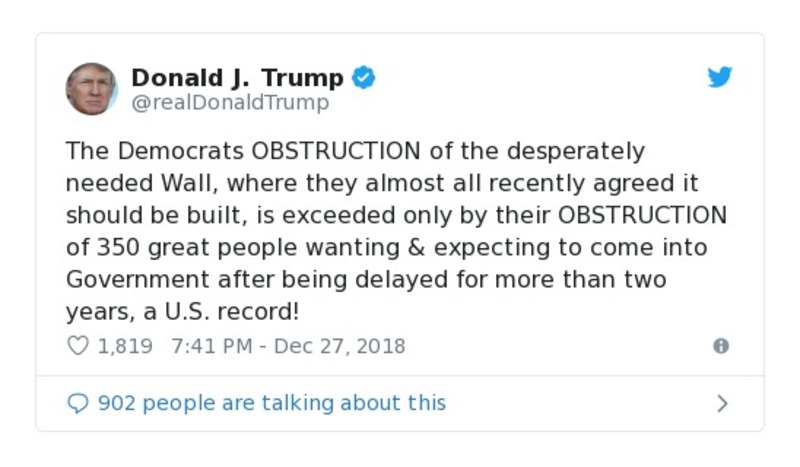 Donald J. Trump
@realDonaldTrump
The Democrats OBSTRUCTION of the desperately
needed Wall, where they almost all recently agreed it
should be built, is exceeded only by their OBSTRUCTION
of 350 great people wanting & expecting to come into
Government after being delayed for more than two
years, a U.S. record!
1,819 7:41 PM - Dec 27, 2018
902 people are talking about this